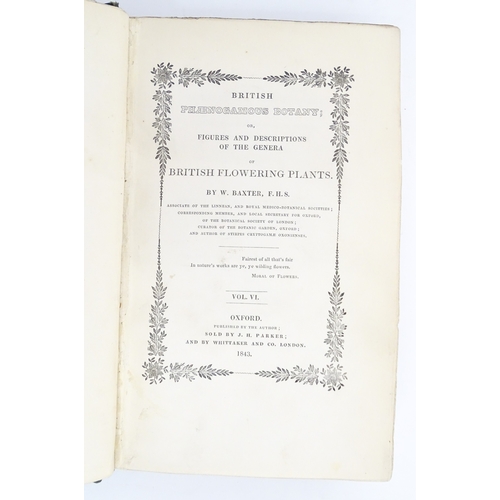 BRITISH
PHÆNOGAMOUS BOTANY;
OR,
FIGURES AND DESCRIPTIONS
OF THE GENERA
OF
BRITISH FLOWERING PLANTS.
BY W. BAXTER, F.H.S.
ASSOCIATE OF THE LINNEAN, AND ROYAL MEDICO-BOTANICAL SOCIETIES;
CORRESPONDING MEMBER, AND LOCAL SECRETARY FOR OXFORD,
OF THE BOTANICAL SOCIETY OF LONDON;
CURATOR OF THE BOTANIC GARDEN, OXFORD;
AND AUTHOR OF STIRPES CRYPTOGAMÆ OXONIENSES.
Fairest of all that's fair
In nature's works are ye, ye wilding flowers.
MORAL OF FLOWERS.
VOL. VI.
OXFORD.
PUBLISHED BY THE AUTHOR;
SOLD BY J. H. PARKER;
AND BY WHITTAKER AND CO. LONDON.
1843.